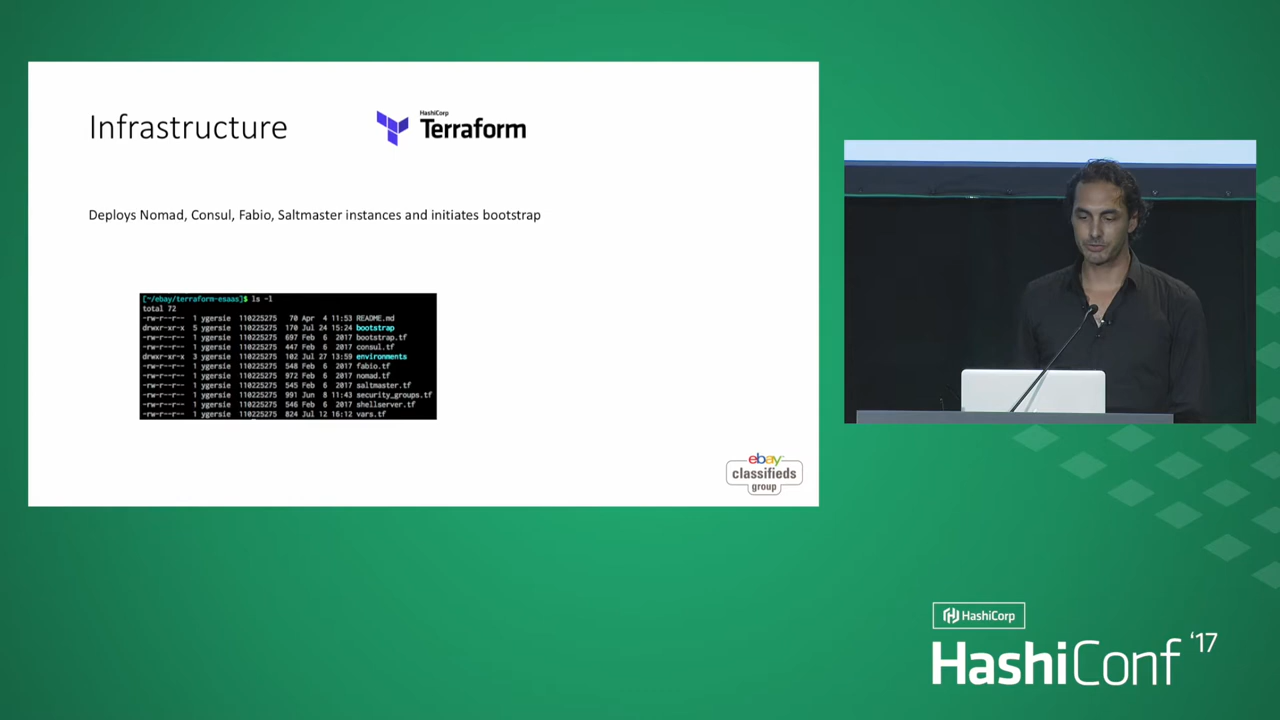 Infrastructure
HashiCorp
Terraform
Deploys Nomad, Consul, Fabio, Saltmaster instances and initiates bootstrap
[~/ebay/terraform-esaas]$ ls -l
total 72
-rw-r--r-- 1 ygersie 110225275 70 Apr 4 11:53 README.md
drwxr-xr-x 5 ygersie 110225275 170 Jul 24 15:24 bootstrap
-rw-r--r-- 1 ygersie 110225275 697 Feb 6 2017 bootstrap.tf
-rw-r--r-- 1 ygersie 110225275 447 Feb 6 2017 consul.tf
drwxr-xr-x 3 ygersie 110225275 102 Jul 27 13:59 environments
-rw-r--r-- 1 ygersie 110225275 548 Feb 6 2017 fabio.tf
-rw-r--r-- 1 ygersie 110225275 972 Feb 6 2017 nomad.tf
-rw-r--r-- 1 ygersie 110225275 545 Feb 6 2017 saltmaster.tf
-rw-r--r-- 1 ygersie 110225275 991 Jun 8 11:43 security_groups.tf
-rw-r--r-- 1 ygersie 110225275 546 Feb 6 2017 shellserver.tf
-rw-r--r-- 1 ygersie 110225275 824 Jul 12 16:12 vars.tf
ebay
classifieds
group
HashiCorp
HashiConf '17